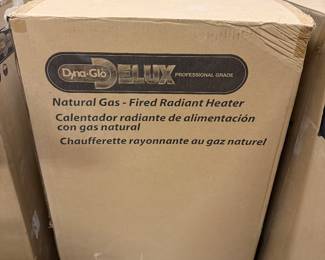 Dyna-Glo DELUX PROFESSIONAL GRADE
Natural Gas - Fired Radiant Heater
Calentador radiante de alimentación
con gas natural
Chaufferette rayonnante au gaz naturel